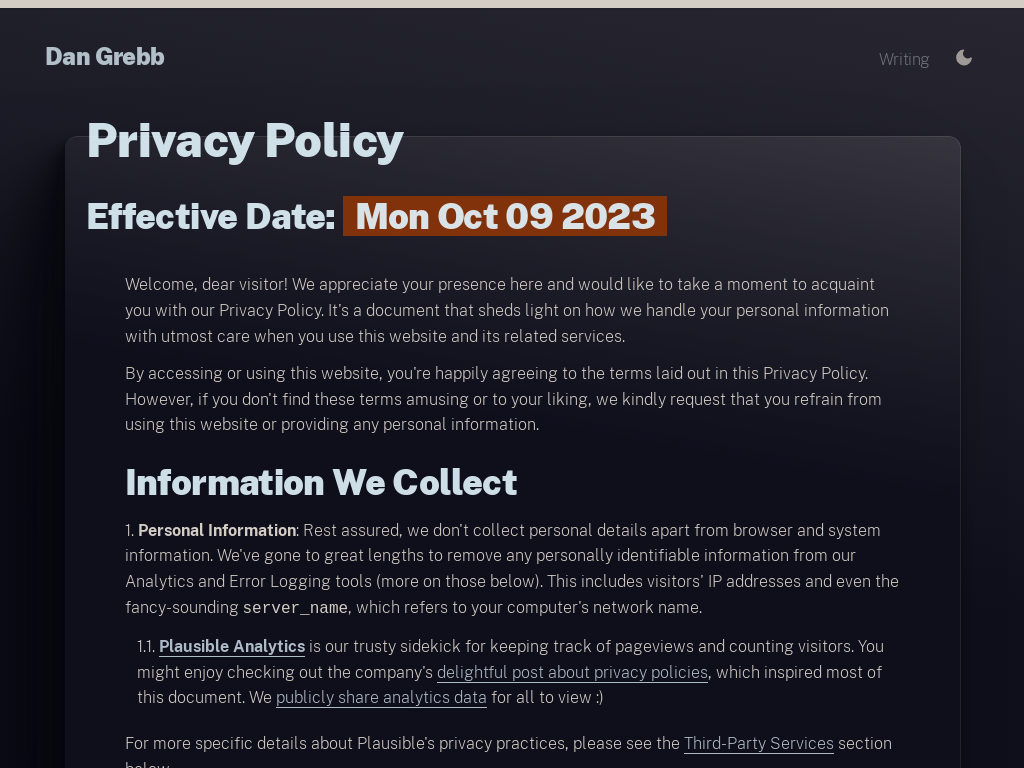 Dan Grebb
Writing
Privacy Policy
Effective Date: Mon Oct 09 2023
Welcome, dear visitor! We appreciate your presence here and would like to take a moment to acquaint
you with our Privacy Policy. It's a document that sheds light on how we handle your personal information
with utmost care when you use this website and its related services.
By accessing or using this website, you're happily agreeing to the terms laid out in this Privacy Policy.
However, if you don't find these terms amusing or to your liking, we kindly request that you refrain from
using this website or providing any personal information.
Information We Collect
1. Personal Information: Rest assured, we don't collect personal details apart from browser and system
information. We've gone to great lengths to remove any personally identifiable information from our
Analytics and Error Logging tools (more on those below). This includes visitors' IP addresses and even the
fancy-sounding server_name, which refers to your computer's network name.
1.1. Plausible Analytics is our trusty sidekick for keeping track of pageviews and counting visitors. You
might enjoy checking out the company's delightful post about privacy policies, which inspired most of
this document. We publicly share analytics data for all to view :)
For more specific details about Plausible's privacy practices, please see the Third-Party Services section
below.